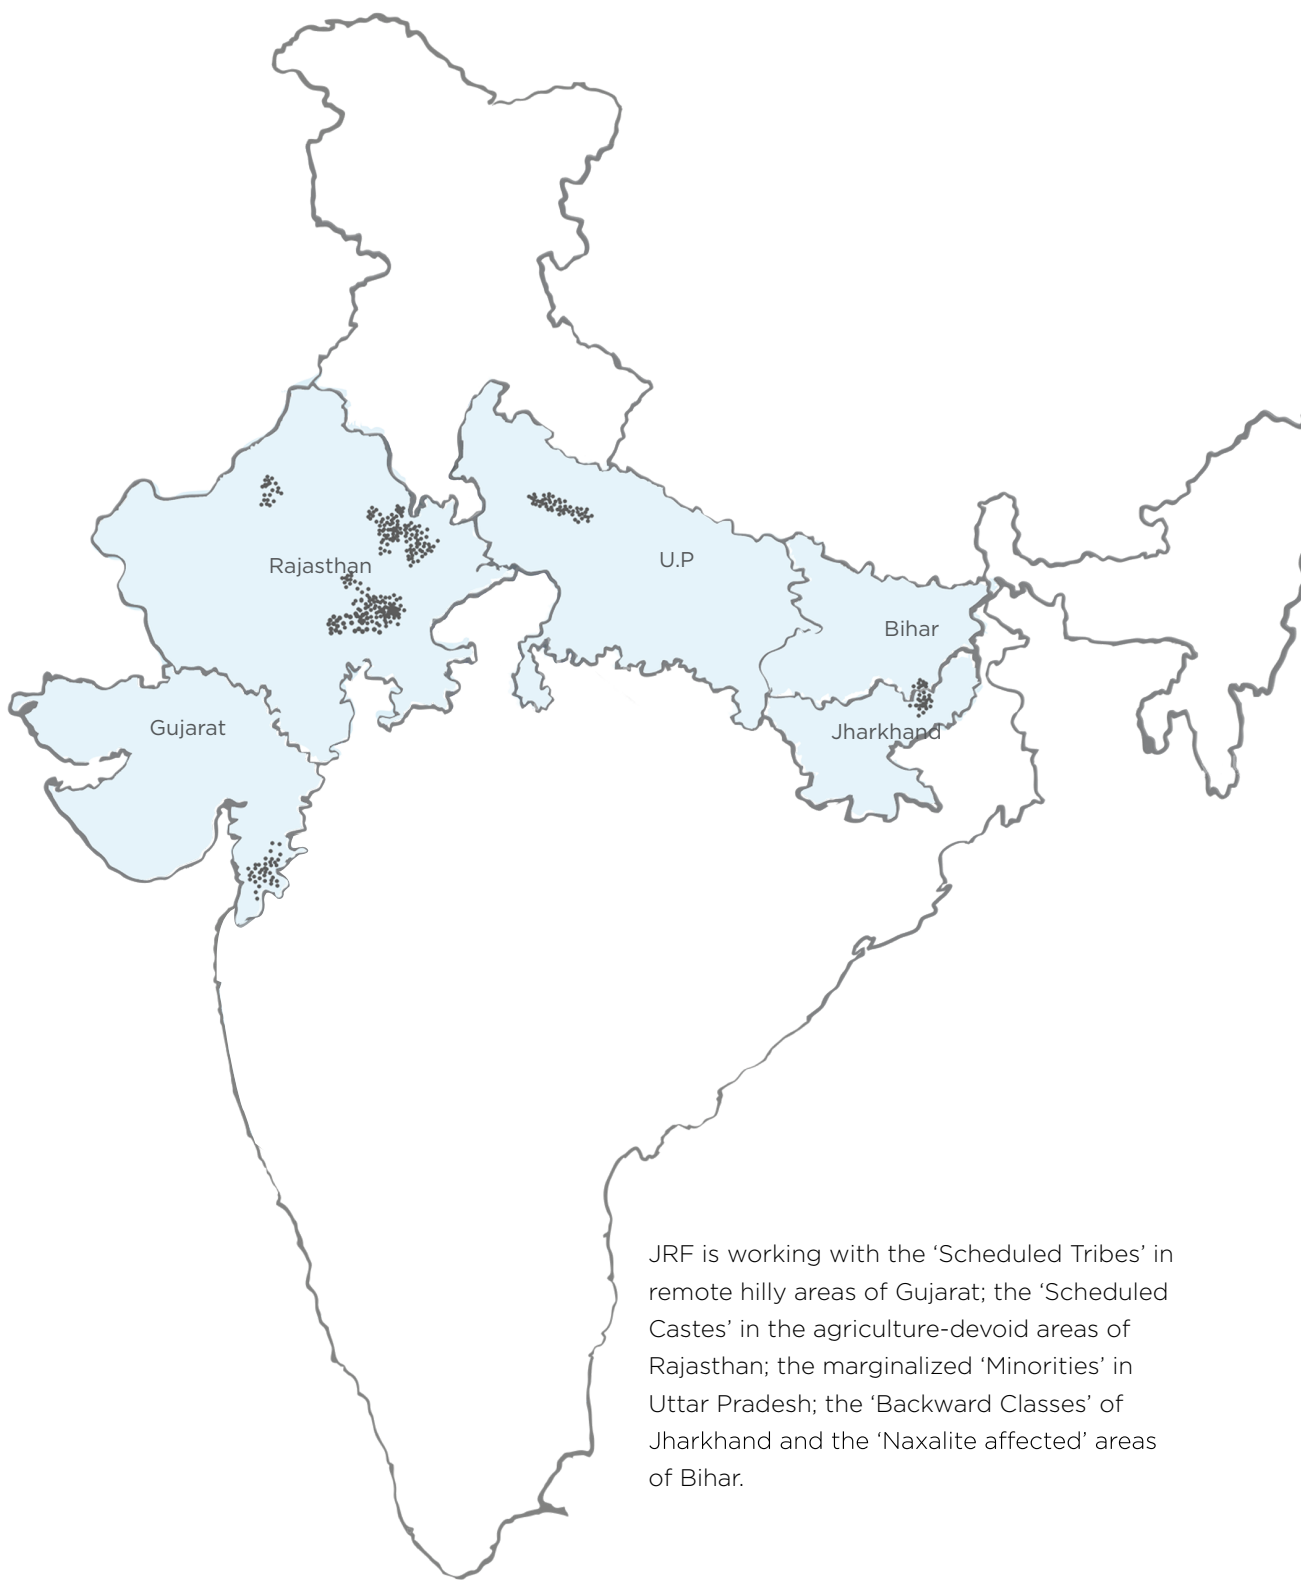 Rajasthan
U.P
Bihar
Gujarat
Jharkhand
JRF is working with the ‘Scheduled Tribes’ in
remote hilly areas of Gujarat; the ‘Scheduled
Castes’ in the agriculture-devoid areas of
Rajasthan; the marginalized ‘Minorities’ in
Uttar Pradesh; the ‘Backward Classes’ of
Jharkhand and the ‘Naxalite affected’ areas
of Bihar.